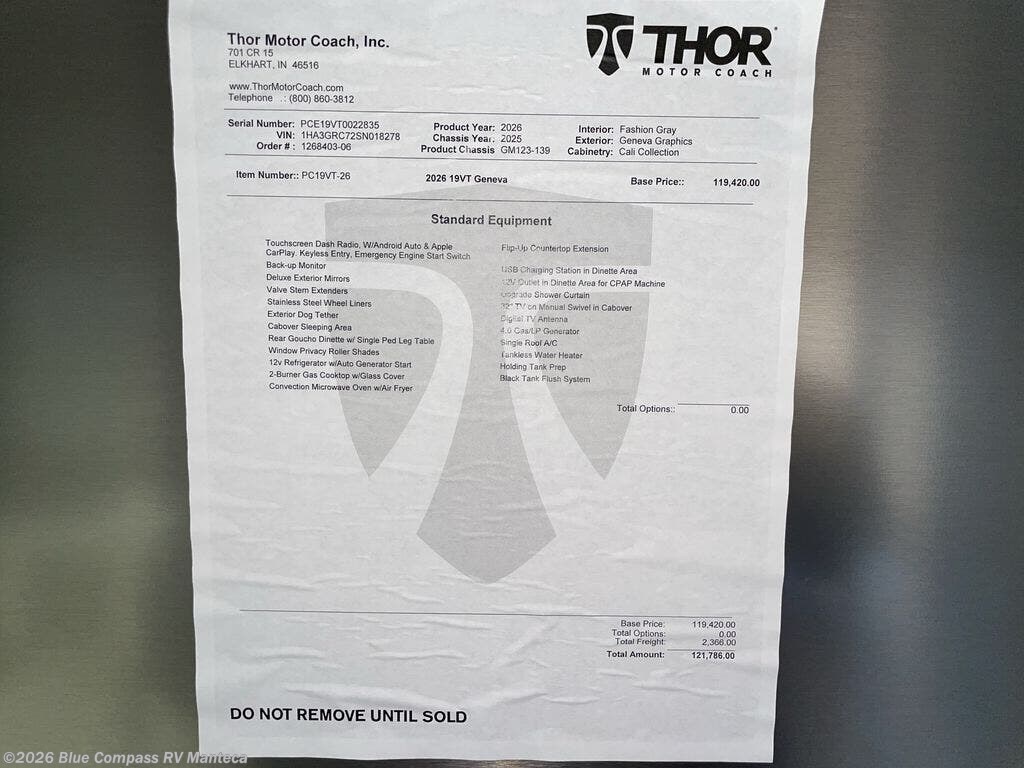 Thor Motor Coach, Inc.
701 CR 15
ELKHART, IN 46516
www.ThorMotorCoach.com
Telephone .: (800) 860-3812
THOR
MOTOR COACH
Serial Number: PCE19VT0022835
VIN: 1HA3GRC72SN018278
Order # : 1268403-06
Product Year: 2026
Chassis Year: 2025
Product Chassis GM123-139
Interior: Fashion Gray
Exterior: Geneva Graphics
Cabinetry: Cali Collection
Item Number:: PC19VT-26
2026 19VT Geneva
Base Price:: 119,420.00
Standard Equipment
Touchscreen Dash Radio, W/Android Auto & Apple
CarPlay. Keyless Entry, Emergency Engine Start Switch
Back-up Monitor
Deluxe Exterior Mirrors
Valve Stem Extenders
Stainless Steel Wheel Liners
Exterior Dog Tether
Cabover Sleeping Area
Rear Goucho Dinette w/ Single Ped Leg Table
Window Privacy Roller Shades
12v Refrigerator w/Auto Generator Start
2-Burner Gas Cooktop w/Glass Cover
Convection Microwave Oven w/Air Fryer
Flip-Up Countertop Extension
USB Charging Station in Dinette Area
12V Outlet in Dinette Area for CPAP Machine
Upgrade Shower Curtain
32" TV on Manual Swivel in Cabover
Digital TV Antenna
4.0 Gas/LP Generator
Single Roof A/C
Tankless Water Heater
Holding Tank Prep
Black Tank Flush System
Total Options:: 0.00
Base Price: 119,420.00
Total Options: 0.00
Total Freight: 2,366.00
Total Amount: 121,786.00
DO NOT REMOVE UNTIL SOLD
©2026 Blue Compass RV Manteca